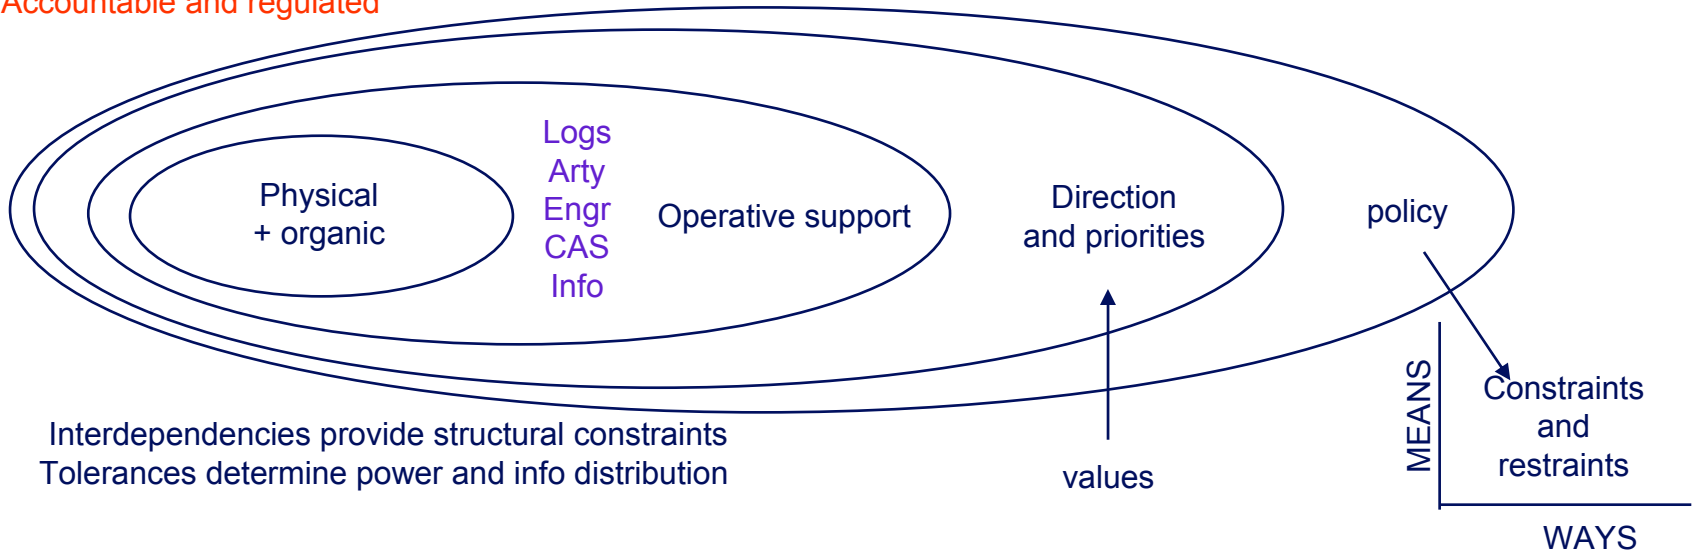 Accountable and regulated
Logs
Arty
Engr
CAS
Info
Physical
+ organic
Operative support
Direction
and priorities
policy
Interdependencies provide structural constraints
Tolerances determine power and info distribution
values
MEANS
Constraints
and
restraints
WAYS